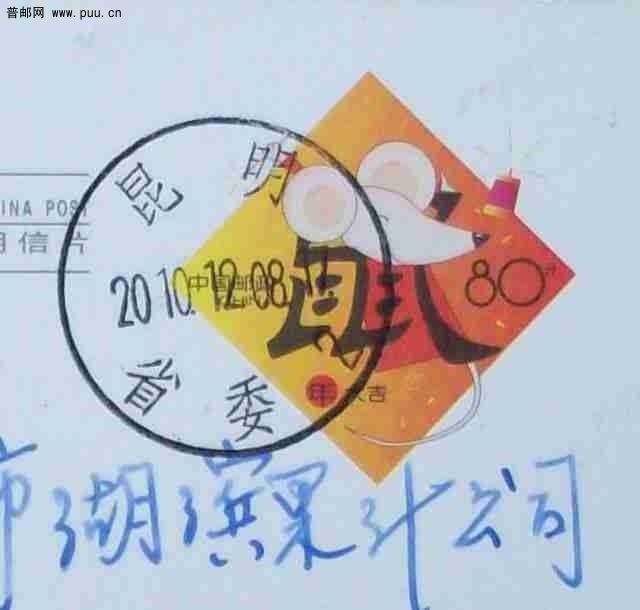 普邮网 www.puu.cn
昆明
INA POST
信片
中国邮政
80分
2010.12.08.
鼠
省委
年大吉
市湖滨果汁公司